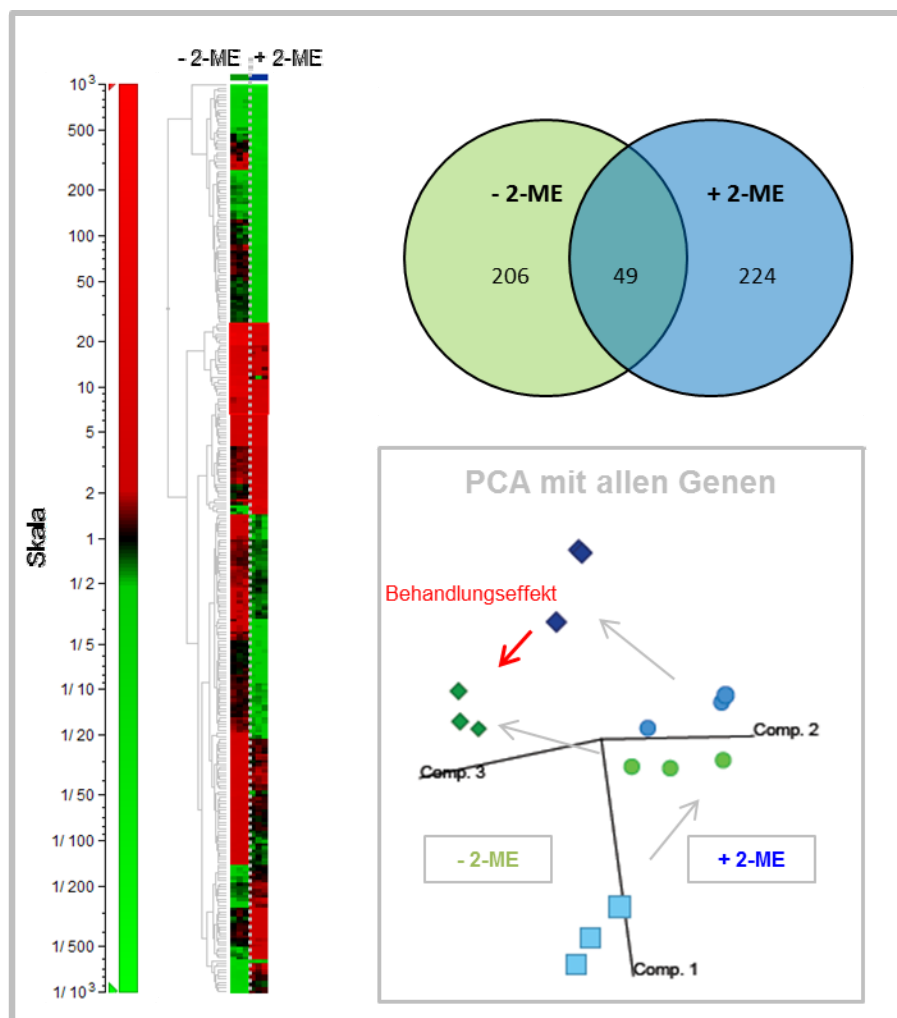 - 2-ME + 2-ME
10³
500
200
100
50
20
10
5
2
1
1/ 2
1/ 5
1/ 10
1/ 20
1/ 50
1/ 100
1/ 200
1/ 500
1/ 10³
Skala
- 2-ME + 2-ME
206 49 224
PCA mit allen Genen
Behandlungseffekt
Comp. 2
Comp. 3
- 2-ME + 2-ME
Comp. 1